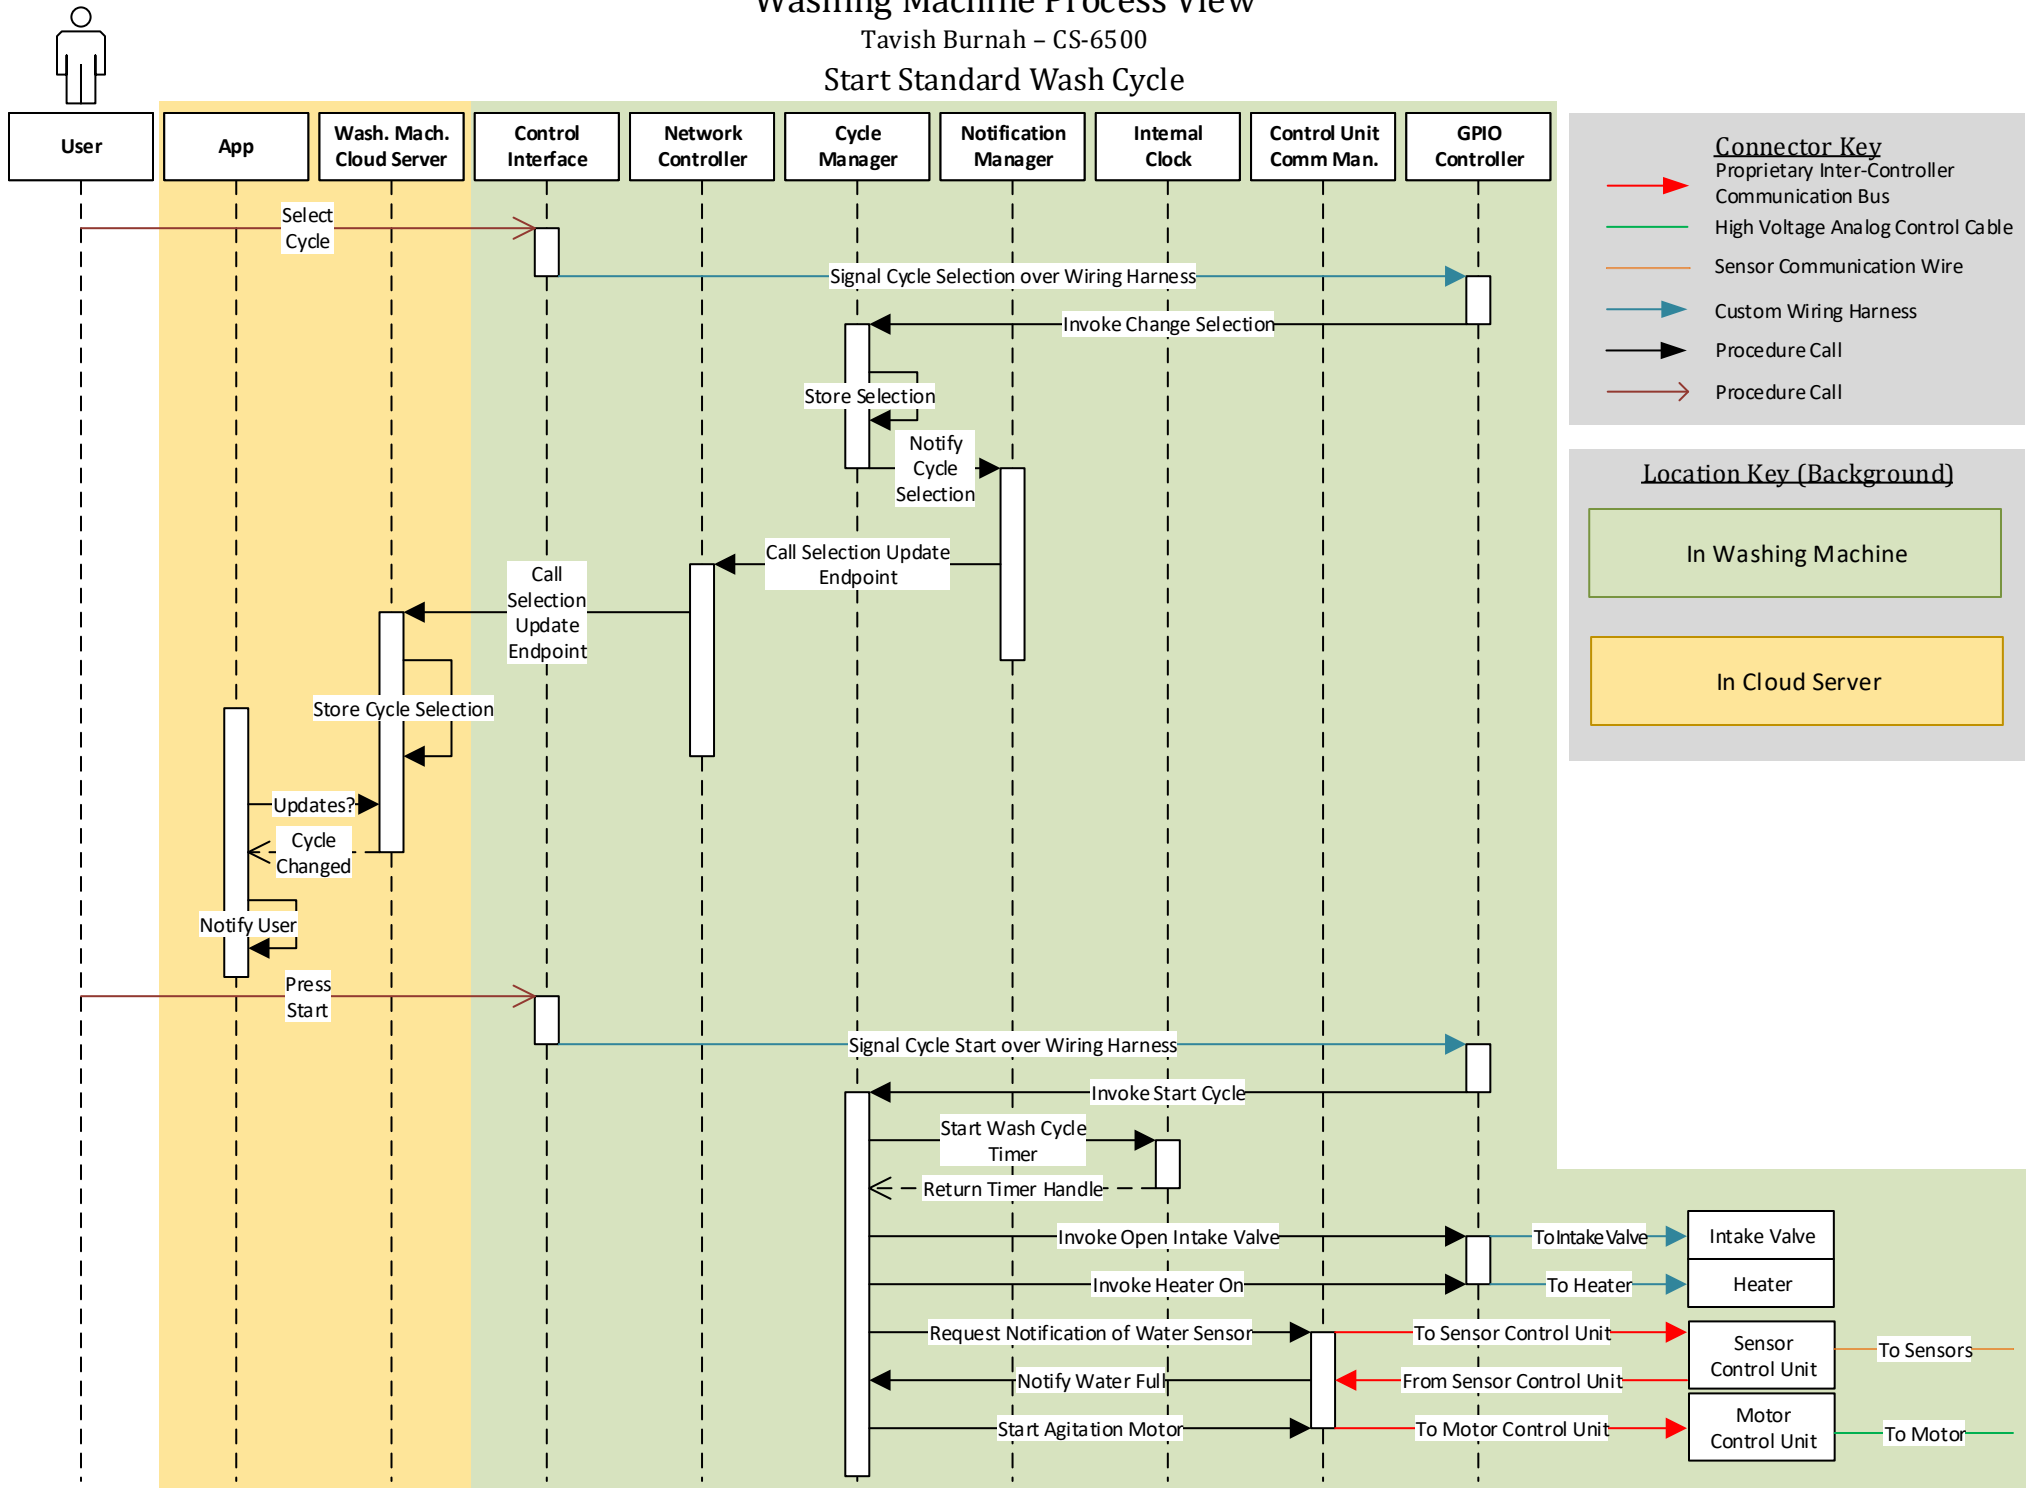 Washing Machine Process View
Tavish Burnah – CS-6500
Start Standard Wash Cycle
User
App
Wash. Mach.
Cloud Server
Control
Interface
Network
Controller
Cycle
Manager
Notification
Manager
Internal
Clock
Control Unit
Comm Man.
GPIO
Controller
Connector Key
Proprietary Inter-Controller
Communication Bus
High Voltage Analog Control Cable
Sensor Communication Wire
Custom Wiring Harness
Procedure Call
Procedure Call
Location Key (Background)
In Washing Machine
In Cloud Server
Select
Cycle
Signal Cycle Selection over Wiring Harness
Invoke Change Selection
Store Selection
Notify
Cycle
Selection
Call Selection Update
Endpoint
Call
Selection
Update
Endpoint
Store Cycle Selection
Updates?
Cycle
Changed
Notify User
Press
Start
Signal Cycle Start over Wiring Harness
Invoke Start Cycle
Start Wash Cycle
Timer
Return Timer Handle
Invoke Open Intake Valve
To Intake Valve
Intake Valve
Invoke Heater On
To Heater
Heater
Request Notification of Water Sensor
To Sensor Control Unit
Sensor
Control Unit
To Sensors
Notify Water Full
From Sensor Control Unit
Start Agitation Motor
To Motor Control Unit
Motor
Control Unit
To Motor